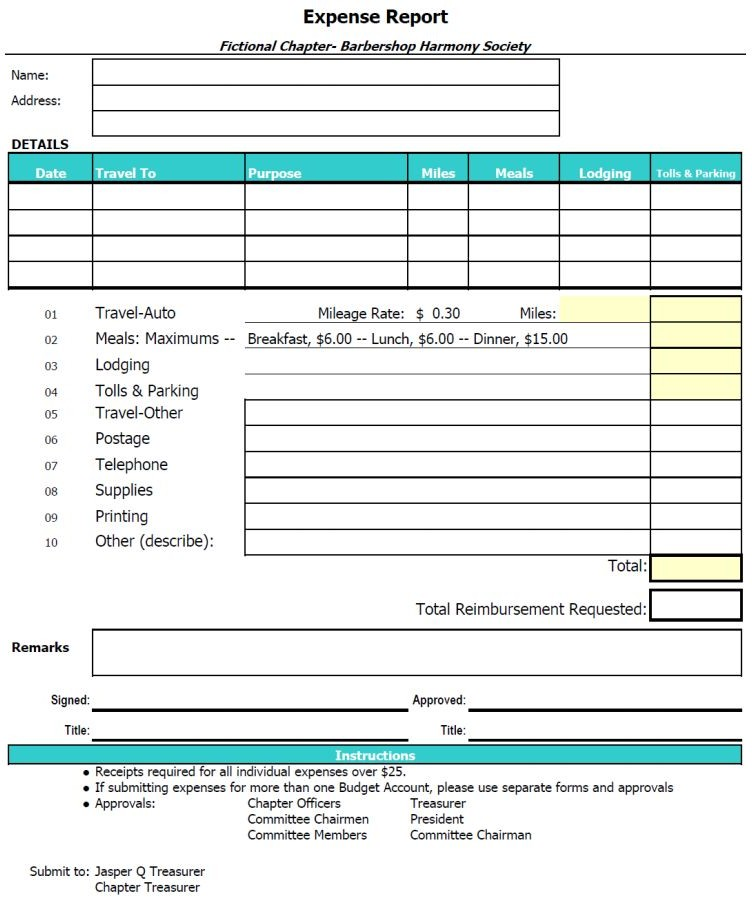 Expense Report
Fictional Chapter- Barbershop Harmony Society
Name:
Address:
DETAILS
Date Travel To Purpose Miles Meals Lodging Tolls & Parking
01 Travel-Auto Mileage Rate: $ 0.30 Miles:
02 Meals: Maximums -- Breakfast, $6.00 -- Lunch, $6.00 -- Dinner, $15.00
03 Lodging
04 Tolls & Parking
05 Travel-Other
06 Postage
07 Telephone
08 Supplies
09 Printing
10 Other (describe):
Total:
Total Reimbursement Requested:
Remarks
Signed: Approved:
Title: Title:
Instructions
● Receipts required for all individual expenses over $25.
● If submitting expenses for more than one Budget Account, please use separate forms and approvals
● Approvals: Chapter Officers Treasurer
Committee Chairmen President
Committee Members Committee Chairman
Submit to: Jasper Q Treasurer
Chapter Treasurer